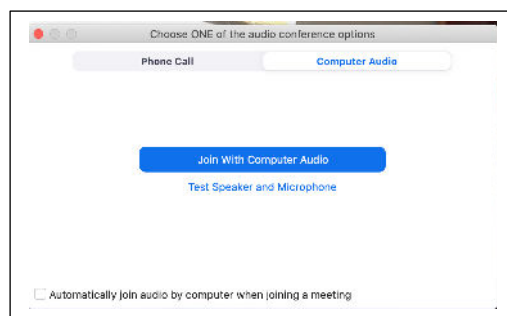 Choose ONE of the audio conference options
Phone Call
Computer Audio
Join With Computer Audio
Test Speaker and Microphone
Automatically join audio by computer when joining a meeting